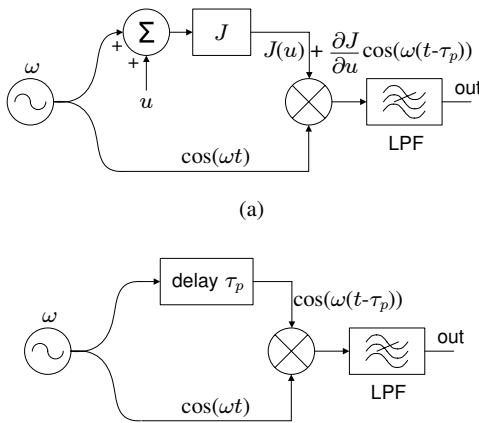 ω
+
+
Σ
u
J
J(u) + ∂J/∂u cos(ω(t-τp))
cos(ωt)
LPF
out
(a)
ω
delay τp
cos(ω(t-τp))
cos(ωt)
LPF
out